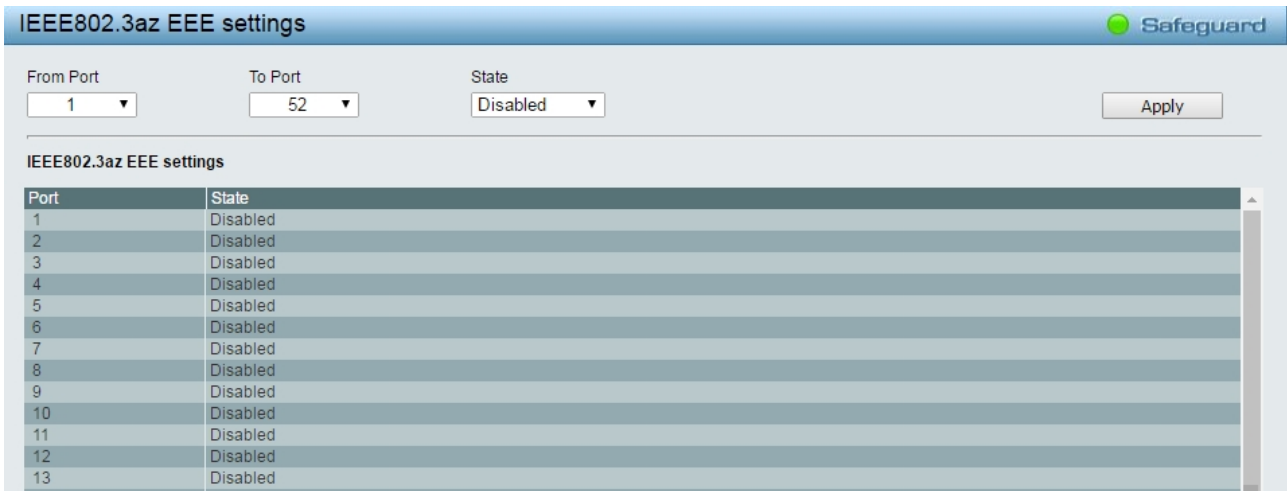 IEEE802.3az EEE settings Safeguard
From Port To Port State
1 52 Disabled Apply
IEEE802.3az EEE settings
Port State
1 Disabled
2 Disabled
3 Disabled
4 Disabled
5 Disabled
6 Disabled
7 Disabled
8 Disabled
9 Disabled
10 Disabled
11 Disabled
12 Disabled
13 Disabled